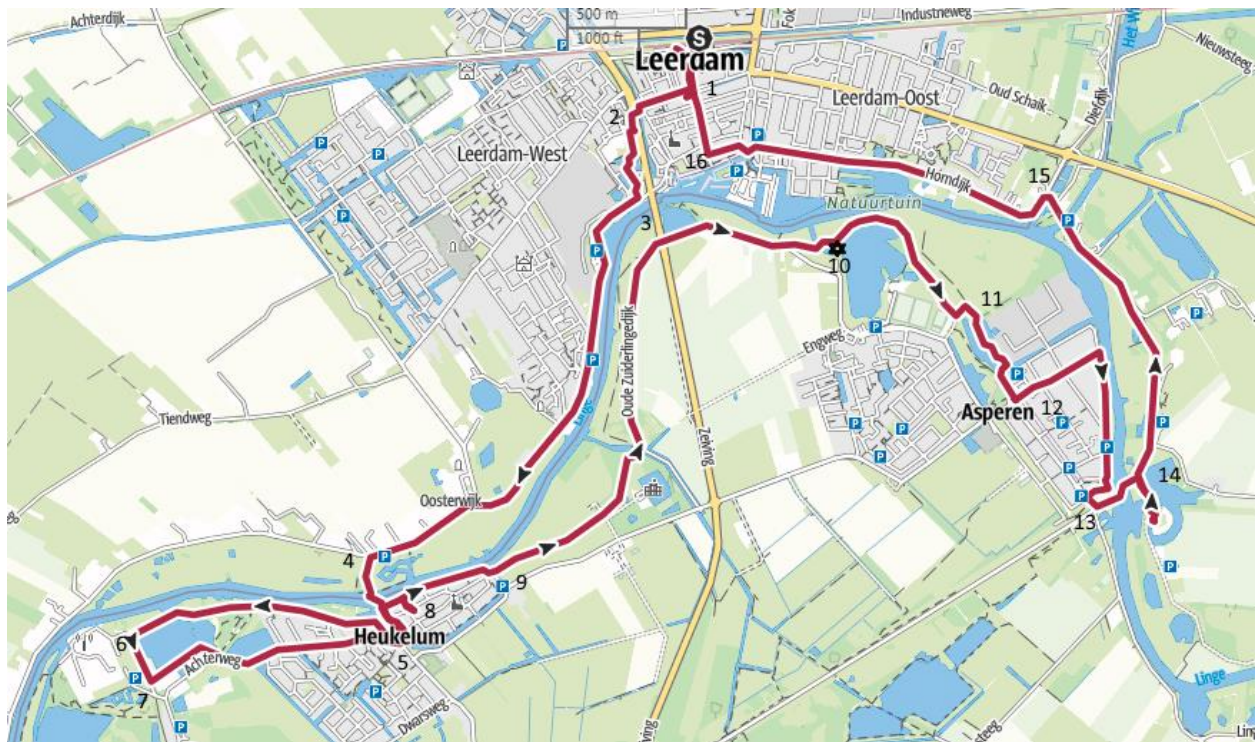 Achterdijk
500 m
1000 ft
Industrieweg
Nieuwsteeg
S
Leerdam
1
Leerdam-Oost
Oud Schaik
Diefdijk
2
Leerdam-West
16
Horndijk
15
Natuurtuin
3
10
11
Engweg
Oude Zuiderlingedijk
Tiendweg
Linge
Asperen
12
Zeiving
14
Oosterwijk
13
4
9
8
Heukelum
6
5
Achterweg
7
Dwarsweg
Linge
Zeiving